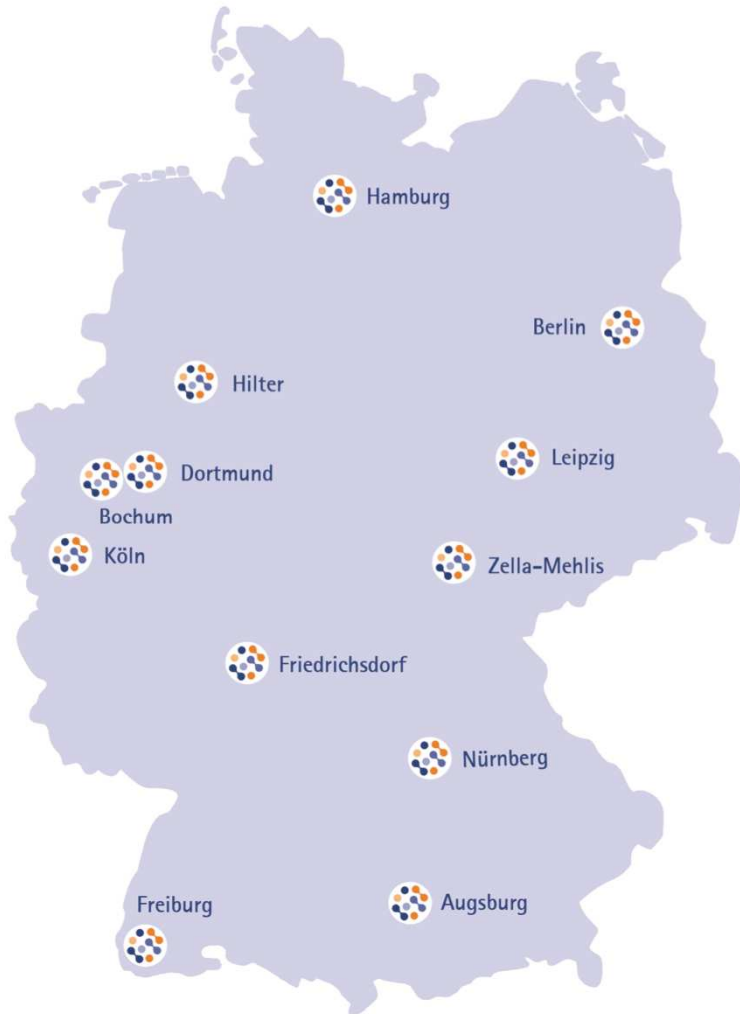 Hamburg
Berlin
Hilter
Leipzig
Dortmund
Bochum
Köln
Zella-Mehlis
Friedrichsdorf
Nürnberg
Freiburg
Augsburg